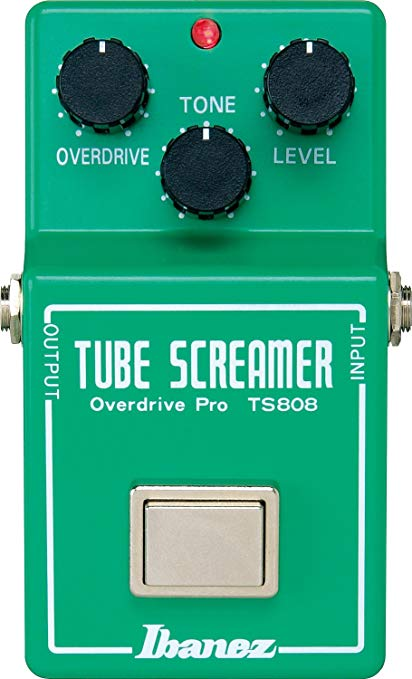 TONE
OVERDRIVE
LEVEL
OUTPUT
INPUT
TUBE SCREAMER
Overdrive Pro TS808
Ibanez